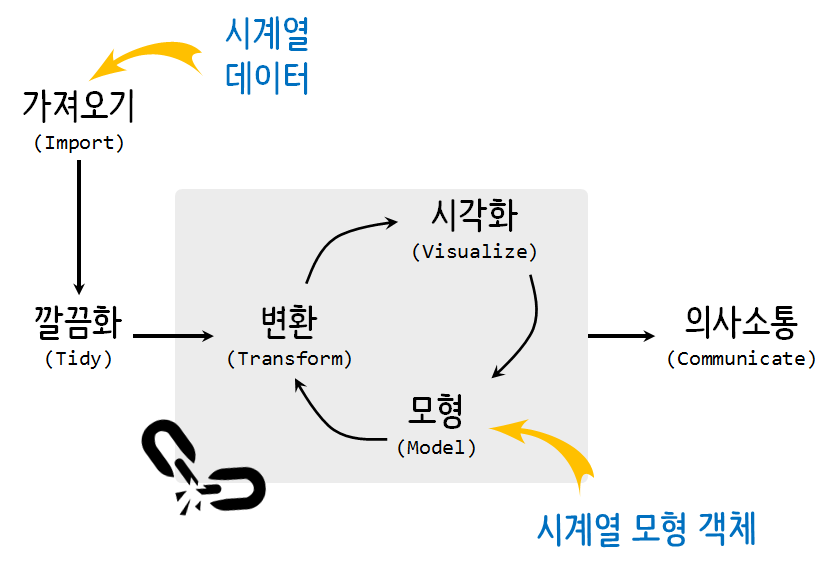 시계열
데이터
가져오기
(Import)
시각화
(Visualize)
깔끔화
(Tidy)
변환
(Transform)
의사소통
(Communicate)
모형
(Model)
시계열 모형 객체